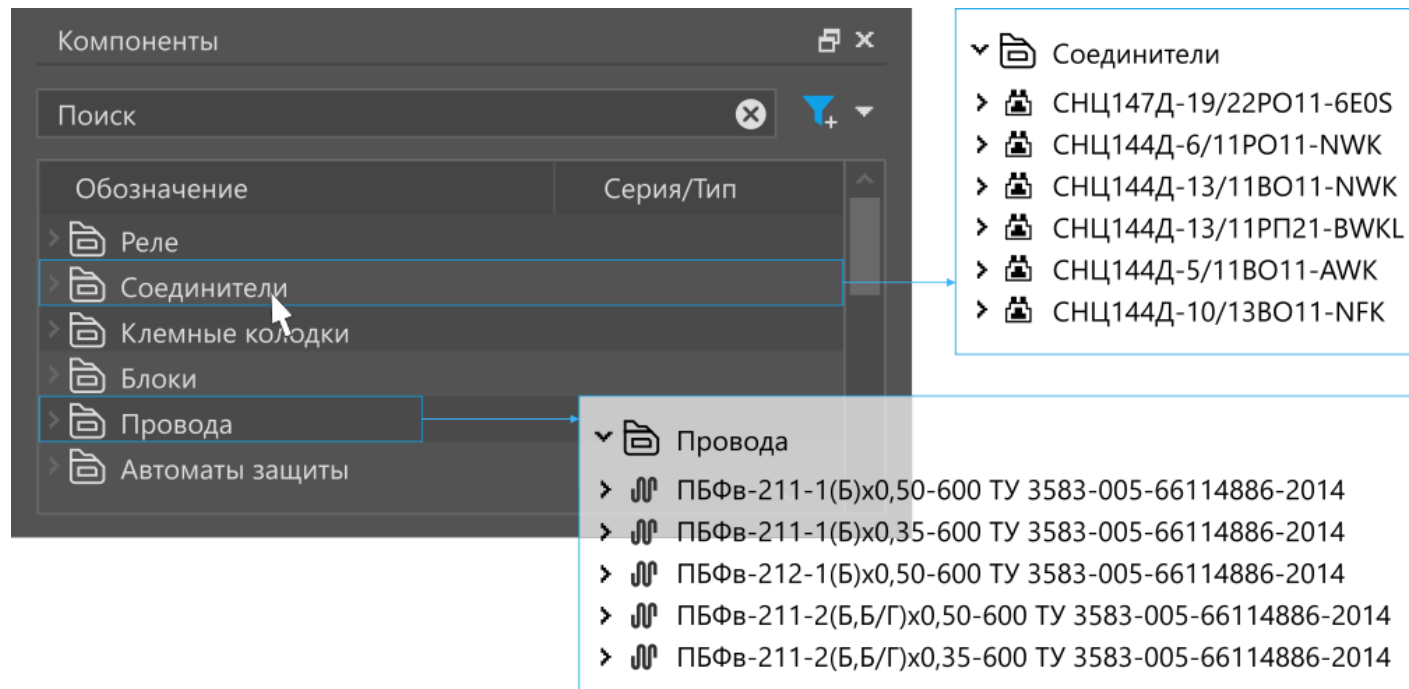 Компоненты
Поиск
Обозначение Серия/Тип
Реле
Соединители
Клемные колодки
Блоки
Провода
Автоматы защиты
Соединители
СНЦ147Д-19/22РО11-6E0S
СНЦ144Д-6/11РО11-NWK
СНЦ144Д-13/11ВО11-NWK
СНЦ144Д-13/11РП21-BWKL
СНЦ144Д-5/11ВО11-AWK
СНЦ144Д-10/13ВО11-NFK
Провода
ПБФв-211-1(Б)х0,50-600 ТУ 3583-005-66114886-2014
ПБФв-211-1(Б)х0,35-600 ТУ 3583-005-66114886-2014
ПБФв-212-1(Б)х0,50-600 ТУ 3583-005-66114886-2014
ПБФв-211-2(Б,Б/Г)х0,50-600 ТУ 3583-005-66114886-2014
ПБФв-211-2(Б,Б/Г)х0,35-600 ТУ 3583-005-66114886-2014